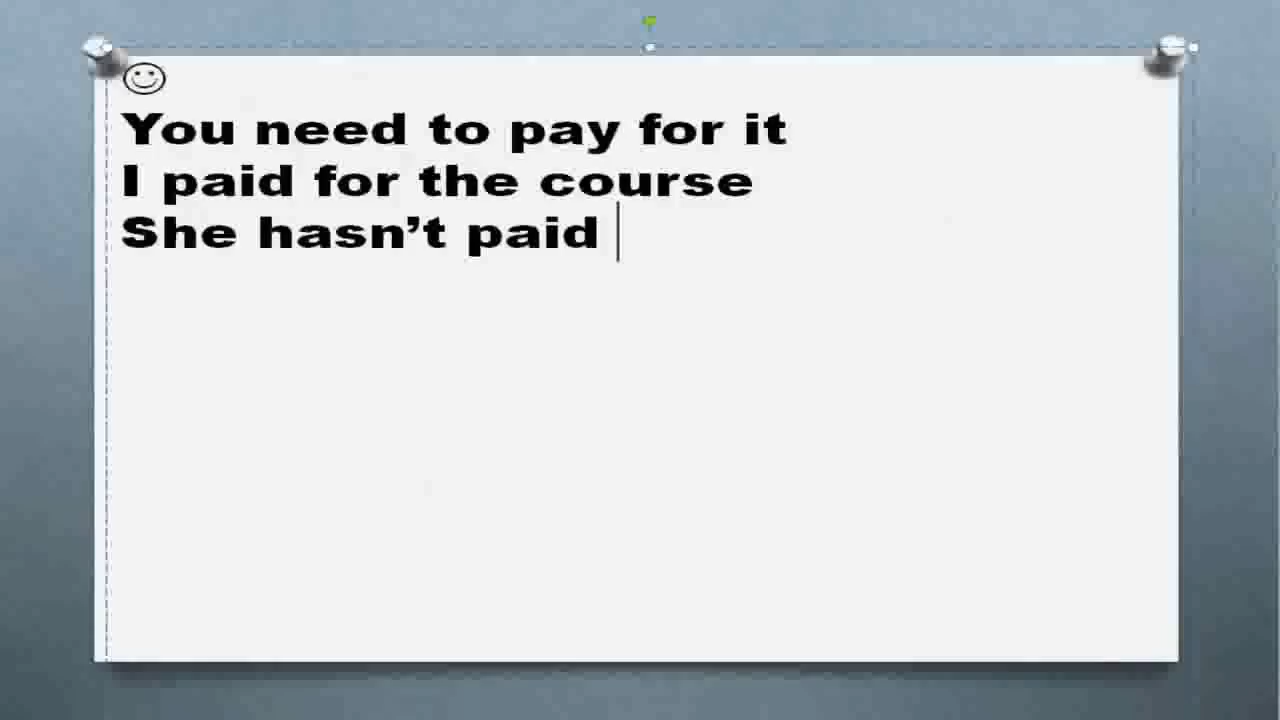 You need to pay for it
I paid for the course
She hasn’t paid